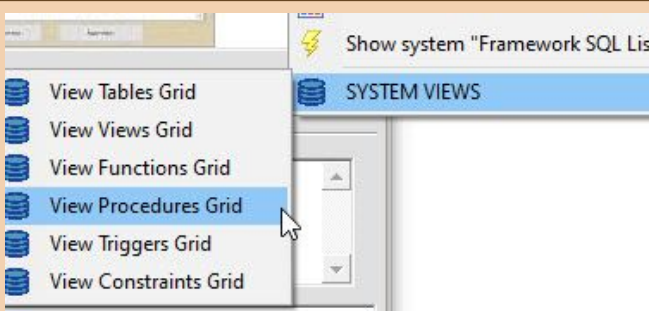 Show system "Framework SQL Lis
SYSTEM VIEWS
View Tables Grid
View Views Grid
View Functions Grid
View Procedures Grid
View Triggers Grid
View Constraints Grid